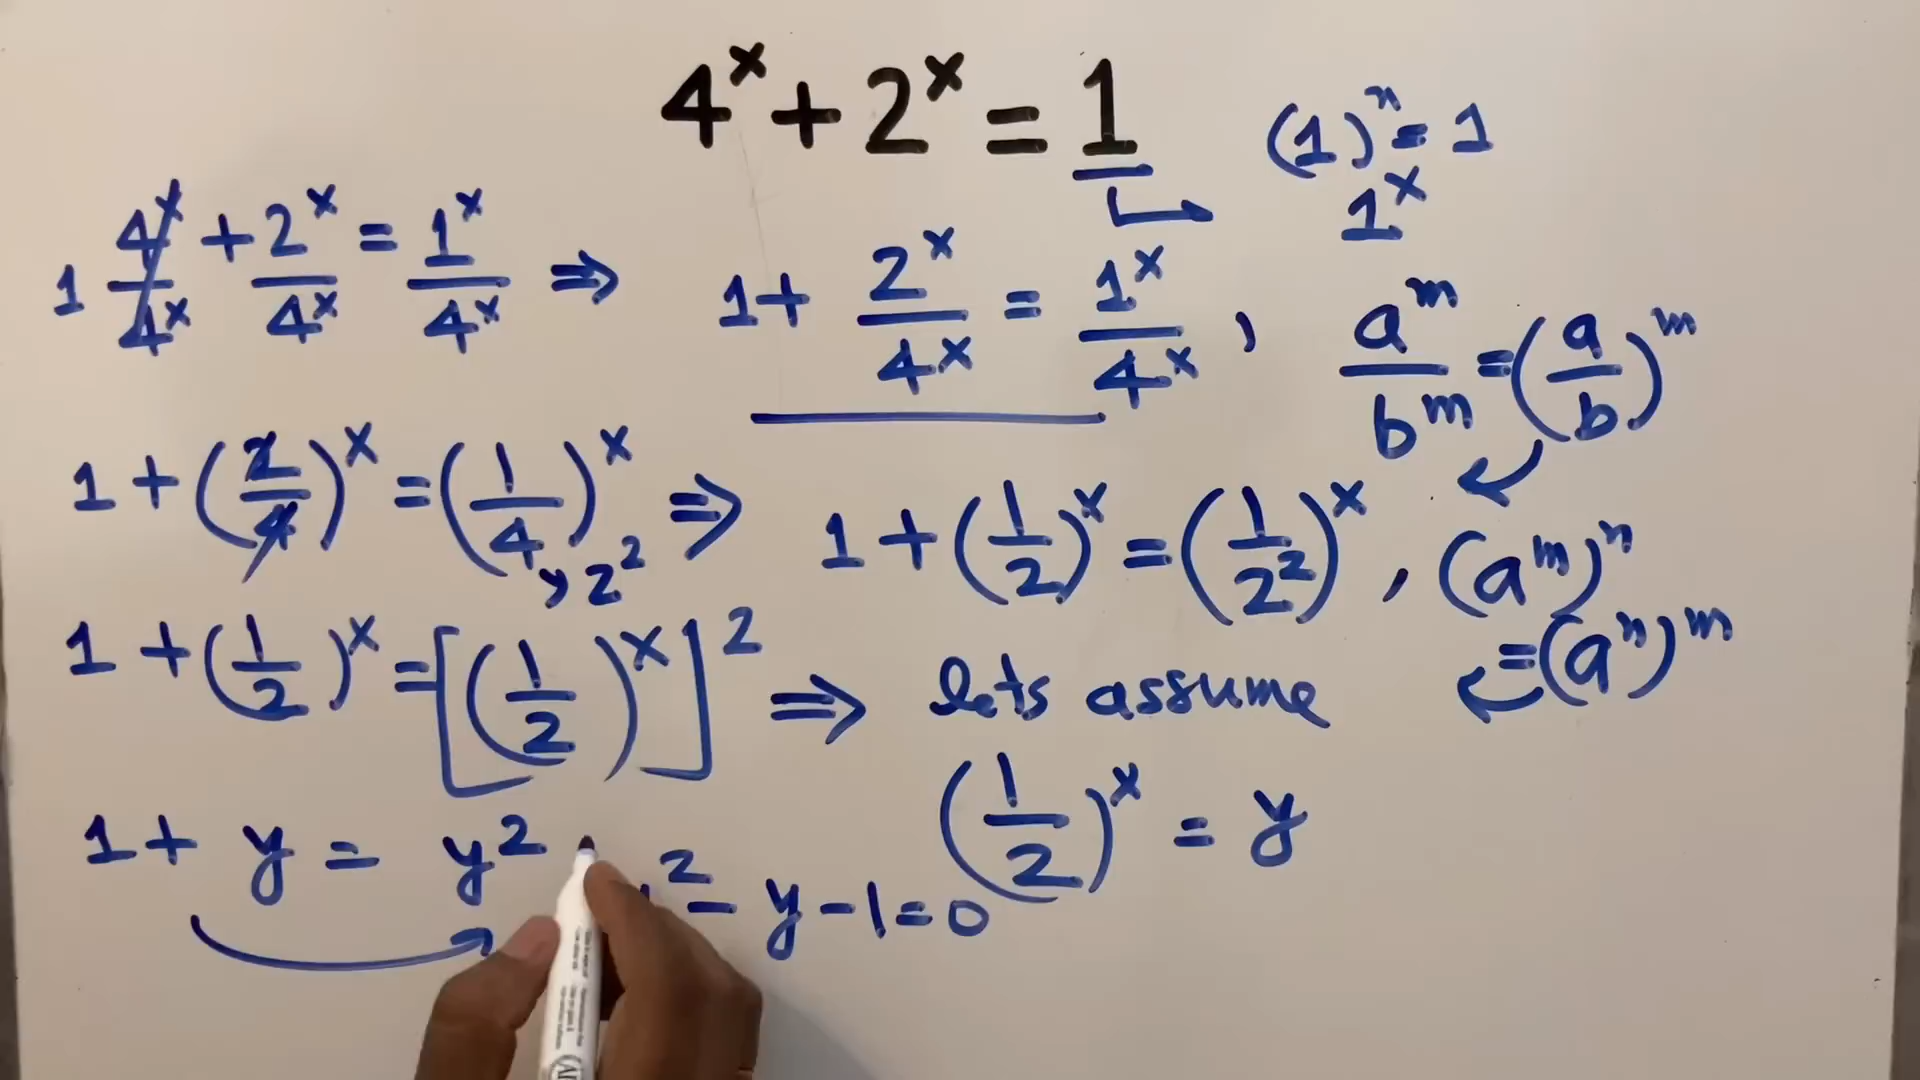 4^x + 2^x = 1
(1)^n = 1
1^x
1 4^x/4^x + 2^x/4^x = 1^x/4^x ⇒ 1 + 2^x/4^x = 1^x/4^x , a^m/b^m = (a/b)^m
1 + (2/4)^x = (1/4)^x ⇒ 1 + (1/2)^x = (1/2^2)^x , (a^m)^n
2^2
= (a^n)^m
1 + (1/2)^x = [(1/2)^x]^2 ⇒ lets assume
(1/2)^x = y
1 + y = y^2
^2 - y - 1 = 0